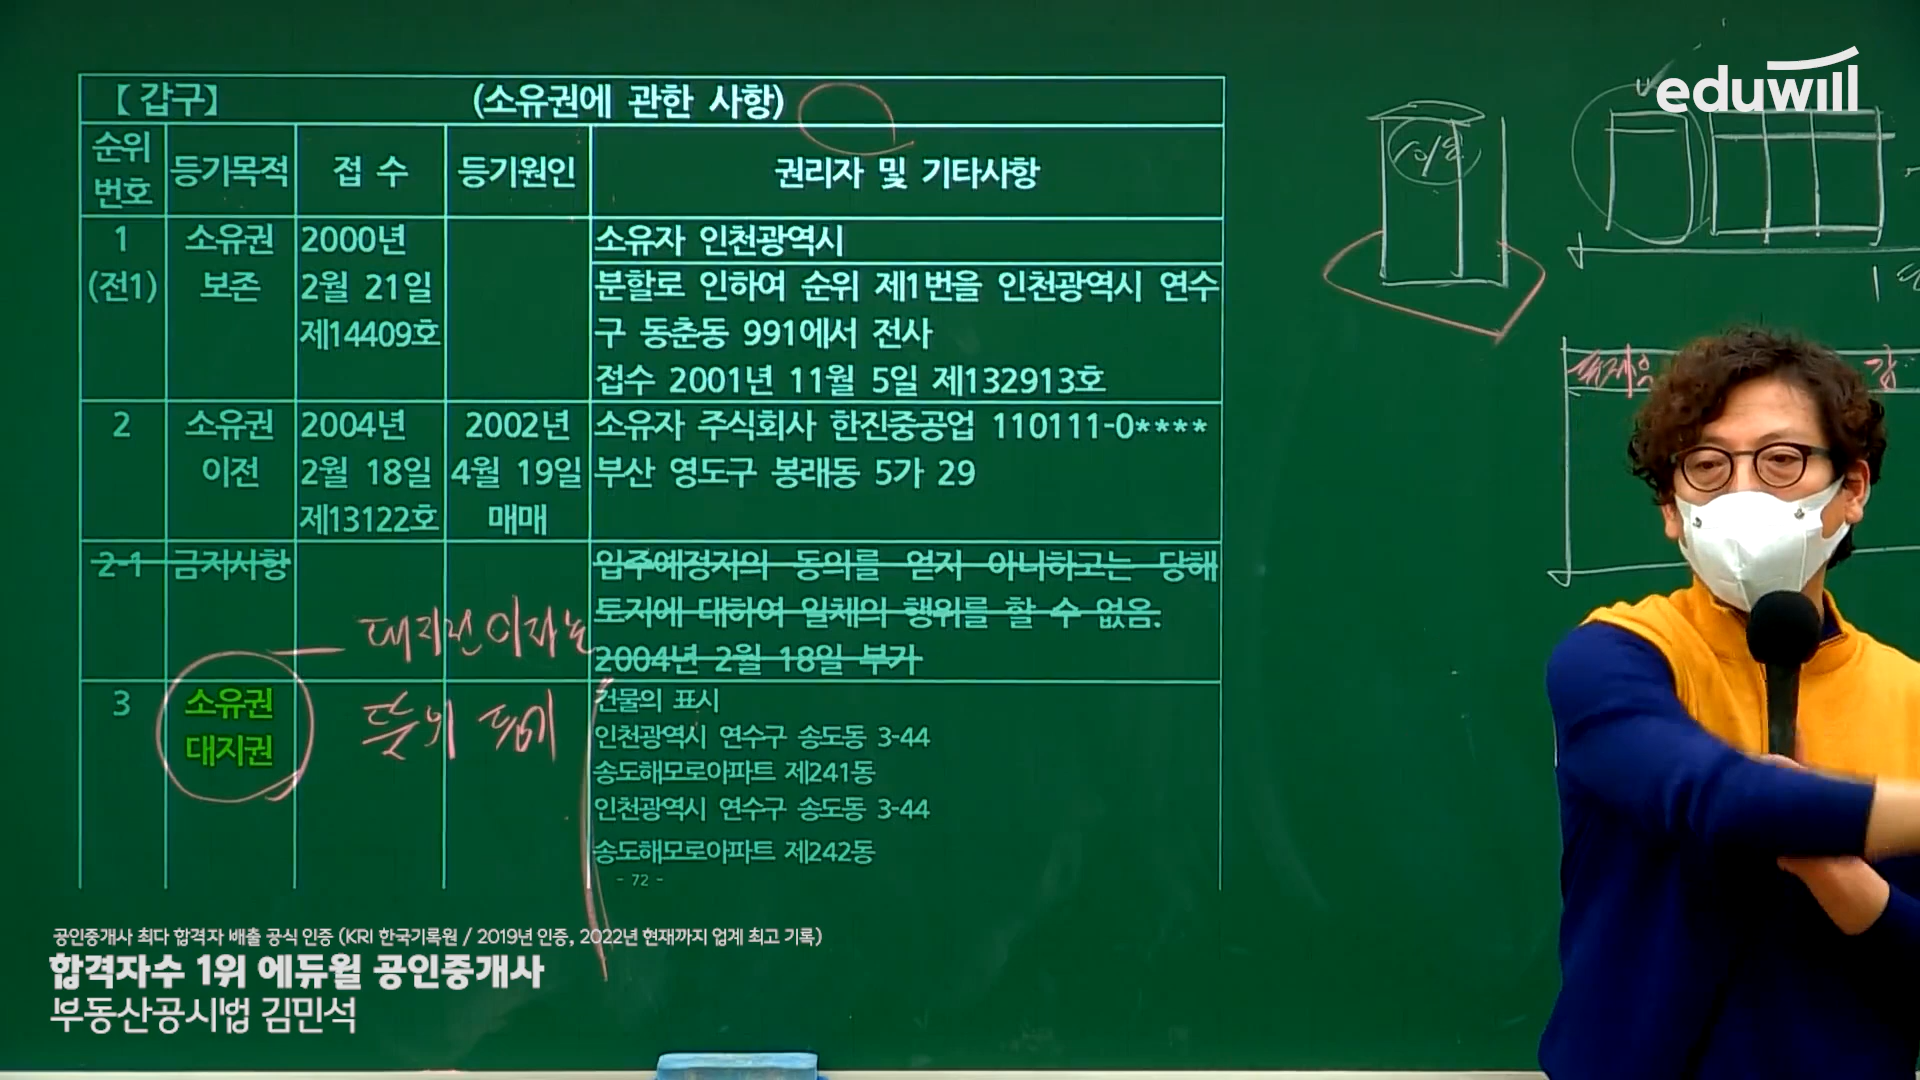 eduwill
【 갑구】 (소유권에 관한 사항)
순위 번호 등기목적 접 수 등기원인 권리자 및 기타사항
1 소유권 2000년 소유자 인천광역시
(전1) 보존 2월 21일 분할로 인하여 순위 제1번을 인천광역시 연수
제14409호 구 동춘동 991에서 전사
접수 2001년 11월 5일 제132913호
2 소유권 2004년 2002년 소유자 주식회사 한진중공업 110111-0****
이전 2월 18일 4월 19일 부산 영도구 봉래동 5가 29
제13122호 매매
2-1 금지사항 입주예정자의 동의를 얻지 아니하고는 당해
토지에 대하여 일체의 행위를 할 수 없음.
2004년 2월 18일 부가
3 소유권 건물의 표시
대지권 인천광역시 연수구 송도동 3-44
송도해모로아파트 제241동
인천광역시 연수구 송도동 3-44
송도해모로아파트 제242동
- 72 -
공인중개사 최다 합격자 배출 공식 인증 (KRI 한국기록원 / 2019년 인증, 2022년 현재까지 업계 최고 기록)
합격자수 1위 에듀윌 공인중개사
부동산공시법 김민석